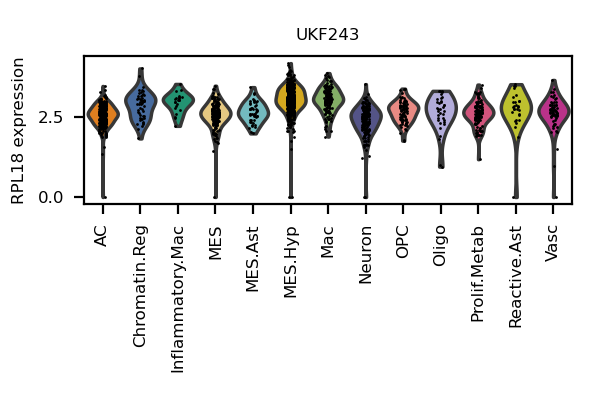 UKF243
RPL18 expression
2.5
0.0
AC
Chromatin.Reg
Inflammatory.Mac
MES
MES.Ast
MES.Hyp
Mac
Neuron
OPC
Oligo
Prolif.Metab
Reactive.Ast
Vasc